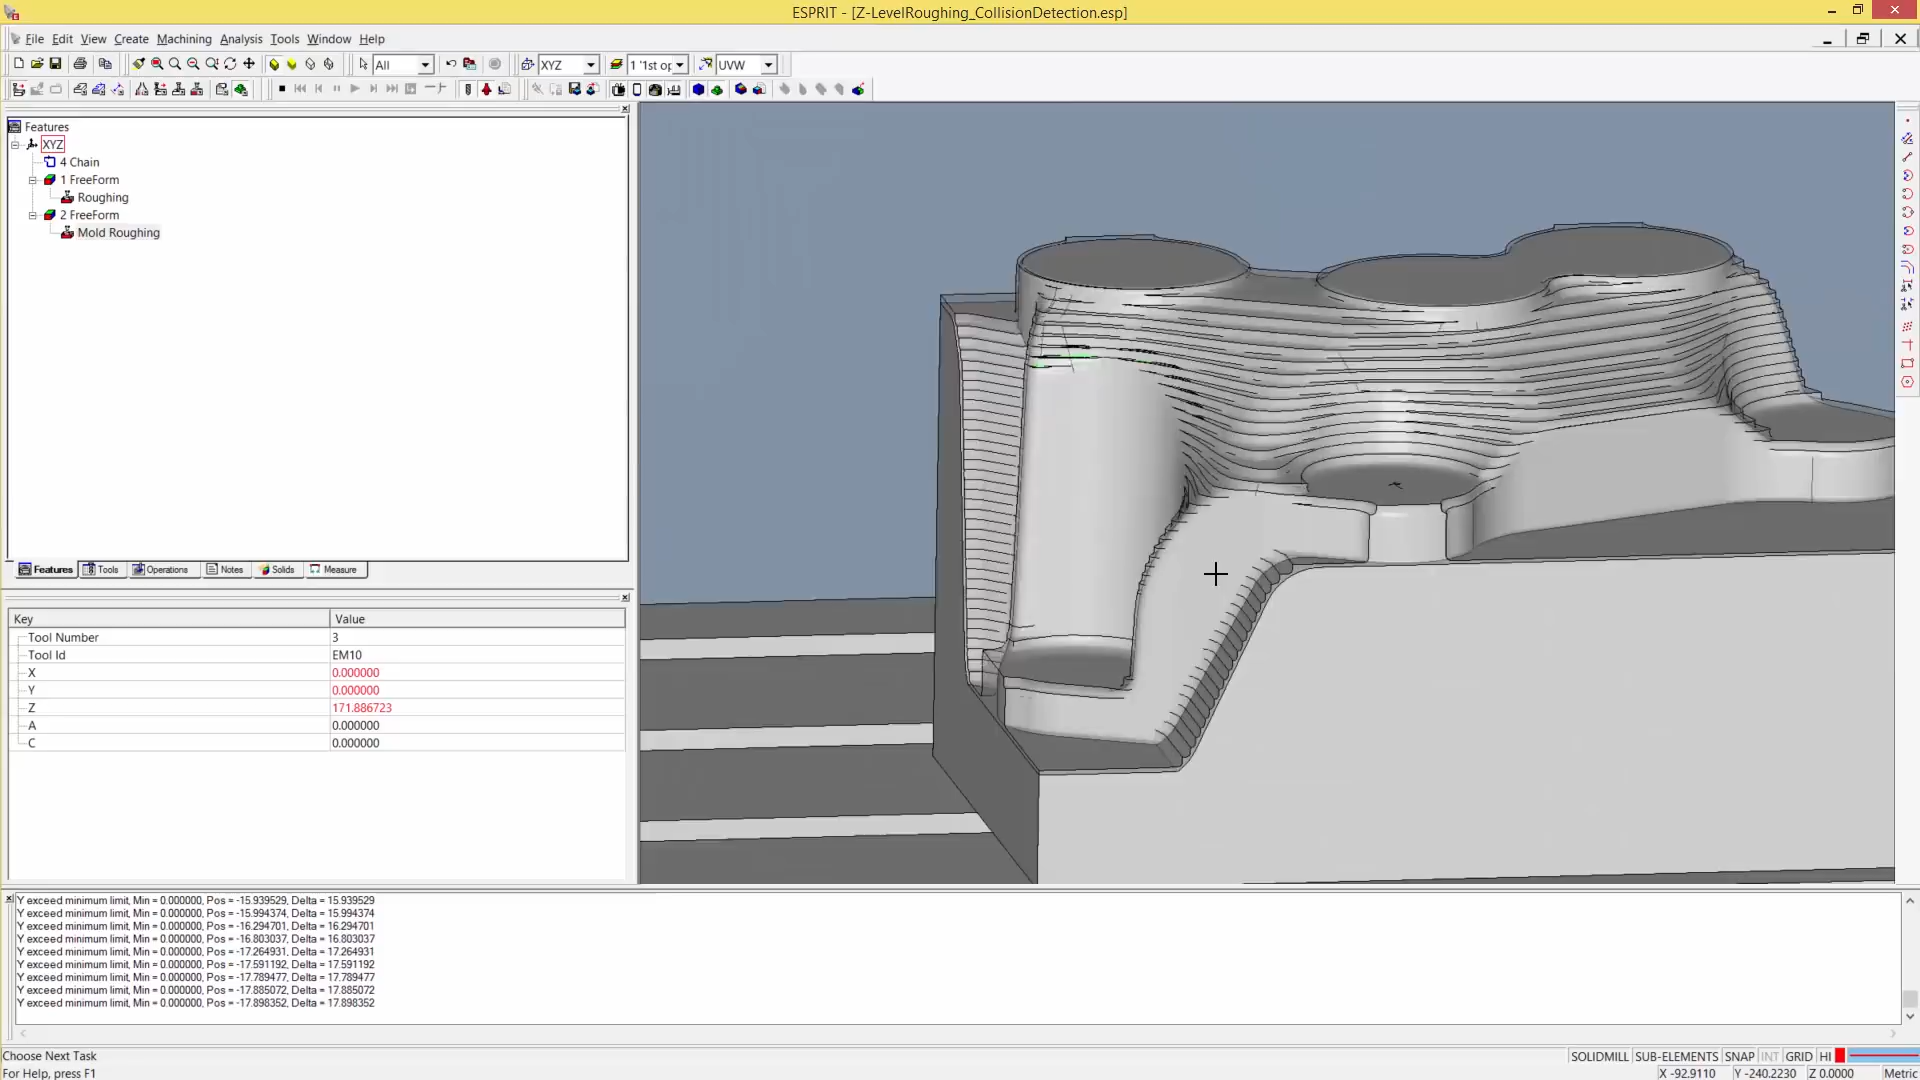 ESPRIT - [Z-LevelRoughing_CollisionDetection.esp]
File Edit View Create Machining Analysis Tools Window Help
All XYZ 1 '1st op UVW
Features
XYZ
4 Chain
1 FreeForm
Roughing
2 FreeForm
Mold Roughing
Features Tools Operations Notes Solids Measure
Key Value
Tool Number 3
Tool Id EM10
X 0.000000
Y 0.000000
Z 171.886723
A 0.000000
C 0.000000
Y exceed minimum limit, Min = 0.000000, Pos = -15.939529, Delta = 15.939529
Y exceed minimum limit, Min = 0.000000, Pos = -15.994374, Delta = 15.994374
Y exceed minimum limit, Min = 0.000000, Pos = -16.294701, Delta = 16.294701
Y exceed minimum limit, Min = 0.000000, Pos = -16.803037, Delta = 16.803037
Y exceed minimum limit, Min = 0.000000, Pos = -17.264931, Delta = 17.264931
Y exceed minimum limit, Min = 0.000000, Pos = -17.591192, Delta = 17.591192
Y exceed minimum limit, Min = 0.000000, Pos = -17.789477, Delta = 17.789477
Y exceed minimum limit, Min = 0.000000, Pos = -17.885072, Delta = 17.885072
Y exceed minimum limit, Min = 0.000000, Pos = -17.898352, Delta = 17.898352
Choose Next Task SOLIDMILL SUB-ELEMENTS SNAP INT GRID HI
For Help, press F1 X -92.9110 Y -240.2230 Z 0.0000 Metric